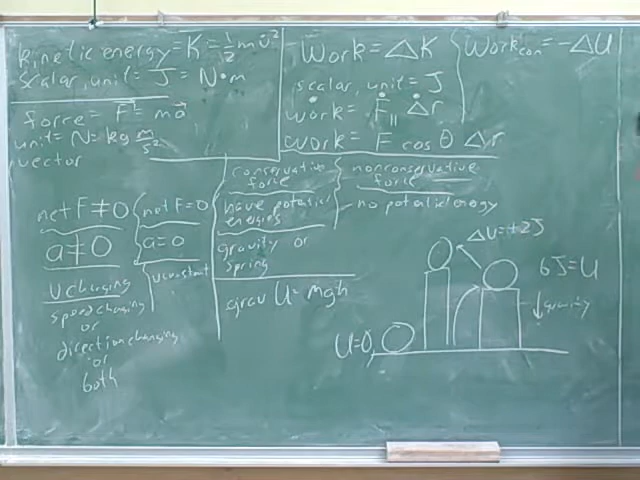 kinetic energy = K = 1/2 m v⃗²
scalar, unit = J = N•m
force = F⃗ = ma⃗
unit = N = kg m/s²
vector
Work = ΔK
scalar, unit = J
work = F∥ Δr
work = F cos θ Δr
Work con = -ΔU
net F ≠ 0
a ≠ 0
v changing
speed changing
or
direction changing
or
both
net F = 0
a = 0
v constant
conservative
force
have potential
energies
gravity or
spring
grav U = mgh
nonconservative
force
no potential energy
ΔU = +2J
6J = U
↓gravity
U = 0